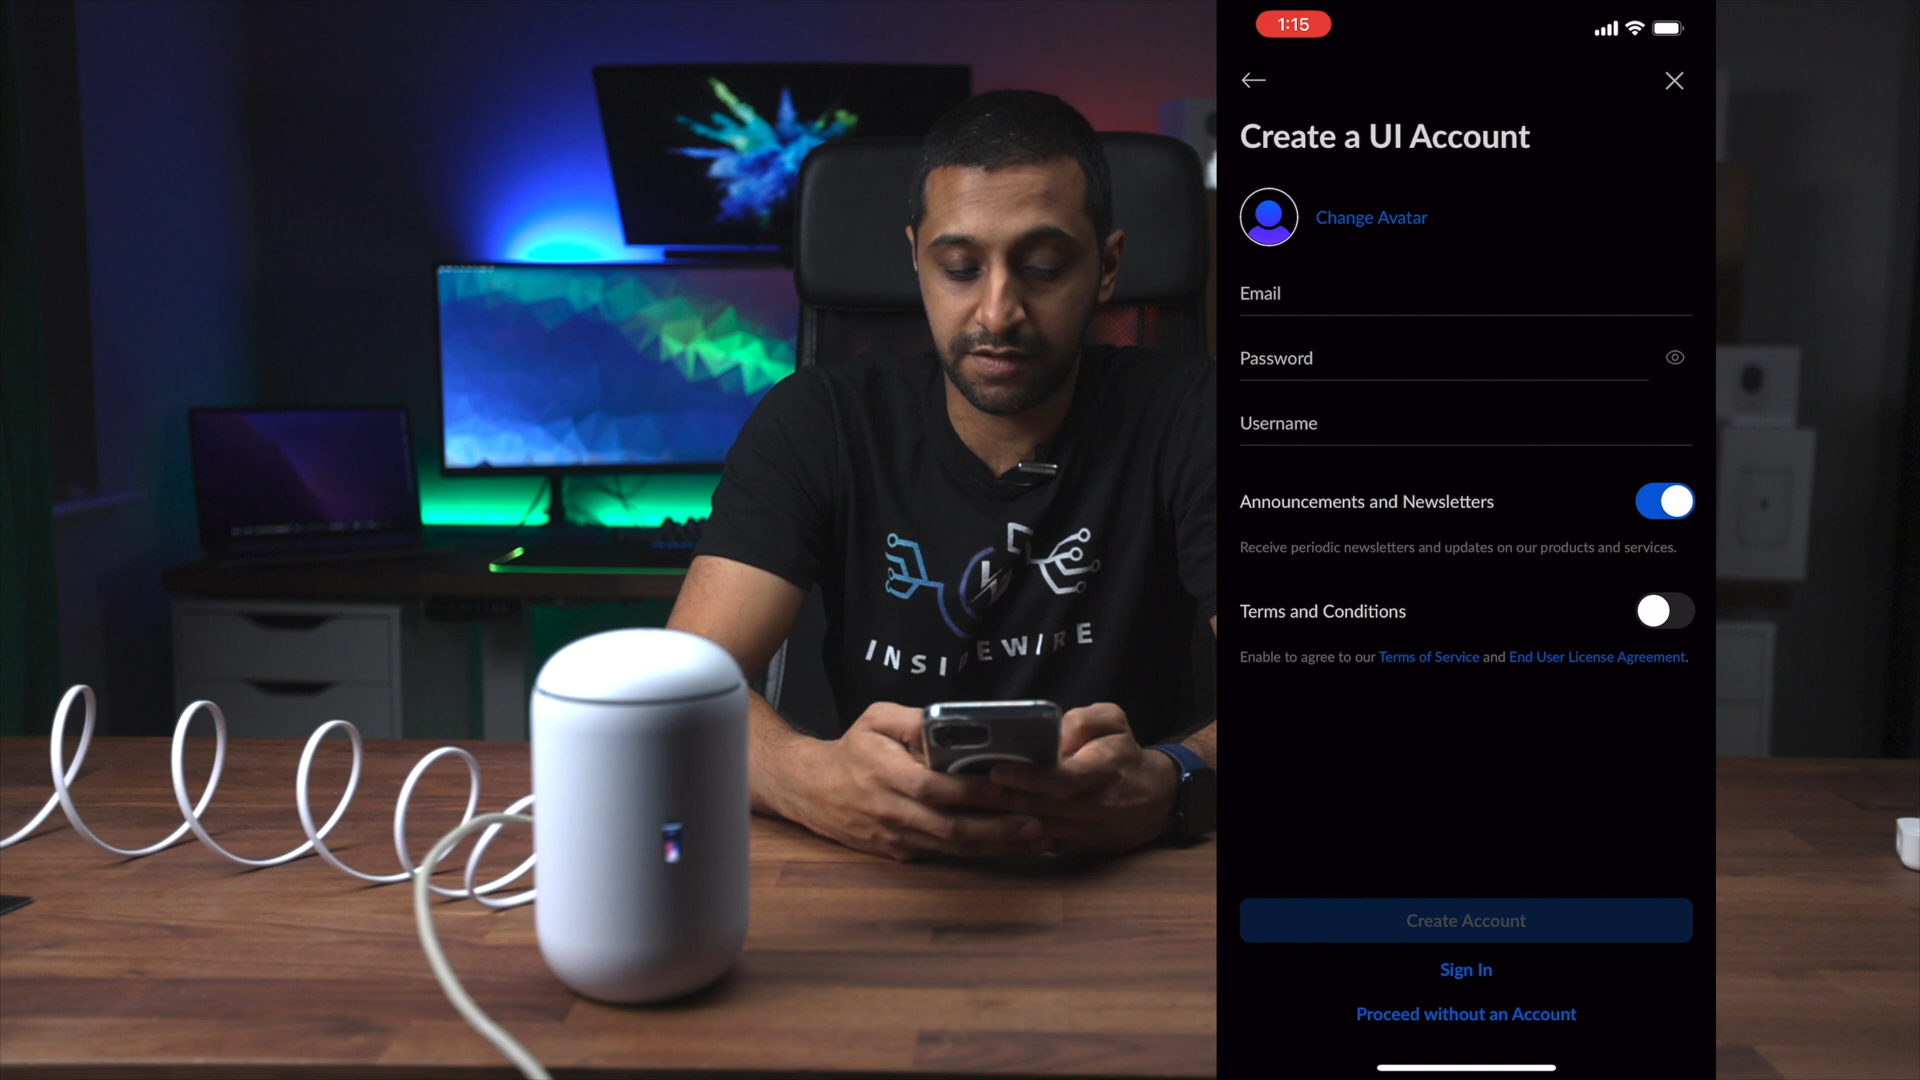 1:15
Create a UI Account
Change Avatar
Email
Password
Username
Announcements and Newsletters
Receive periodic newsletters and updates on our products and services.
Terms and Conditions
Enable to agree to our Terms of Service and End User License Agreement.
Create Account
Sign In
Proceed without an Account
INSIDEWIRE